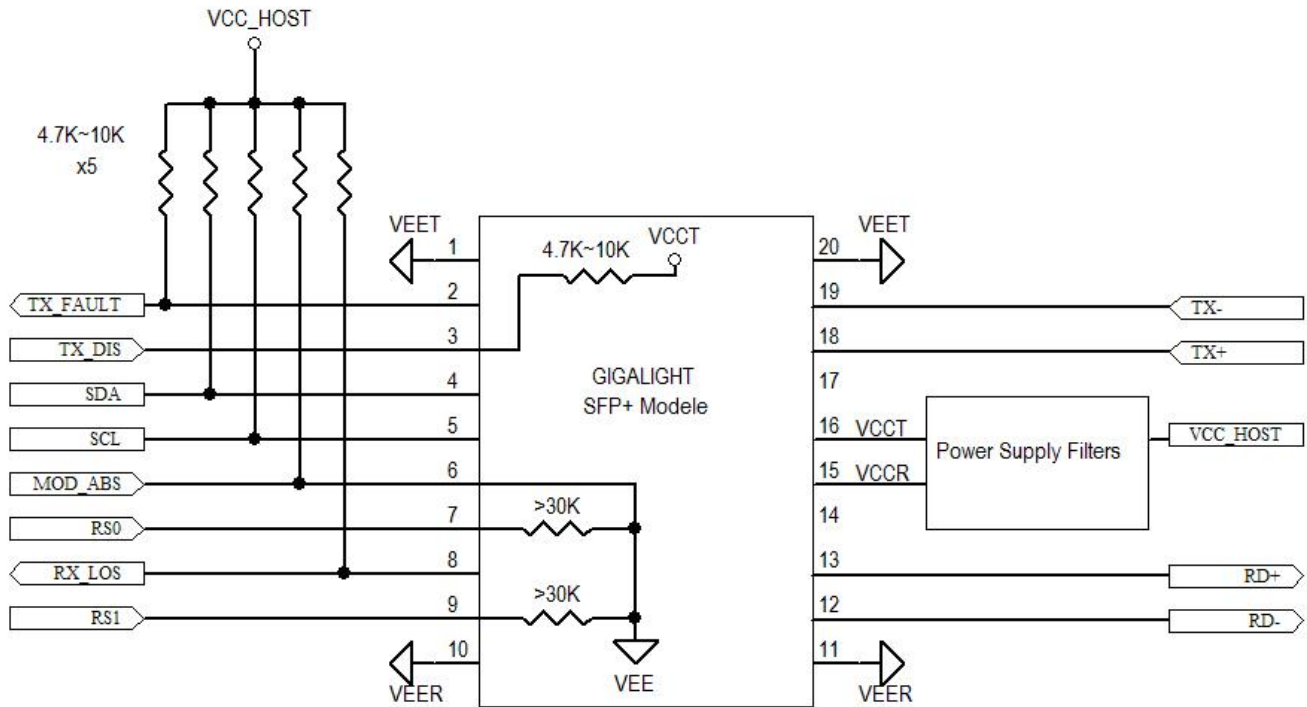 VCC_HOST
4.7K~10K
x5
VEET
1
4.7K~10K
VCCT
20
VEET
TX_FAULT
2
19
TX-
TX_DIS
3
18
TX+
SDA
4
GIGALIGHT
SFP+ Modele
17
SCL
5
16
VCCT
Power Supply Filters
VCC_HOST
MOD_ABS
6
15
VCCR
RS0
7
>30K
14
RX_LOS
8
13
RD+
RS1
9
>30K
12
RD-
10
VEER
VEE
11
VEER